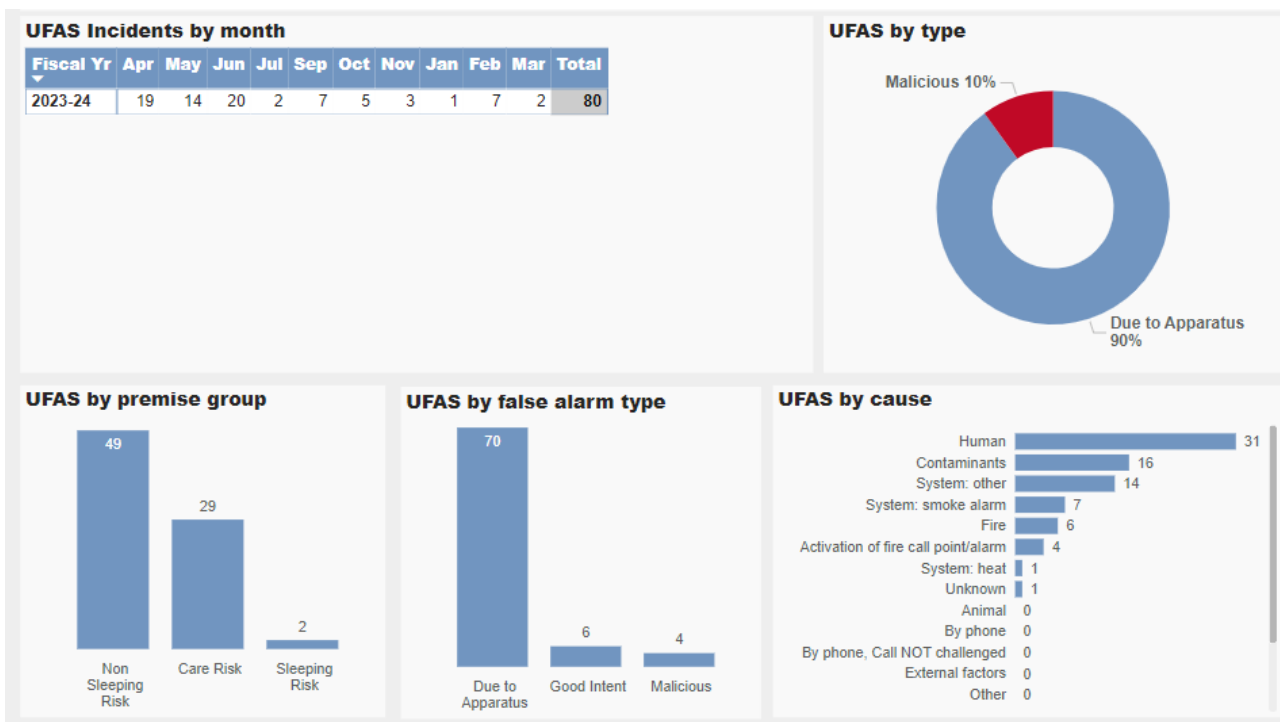 UFAS Incidents by month
Fiscal Yr Apr May Jun Jul Sep Oct Nov Jan Feb Mar Total
2023-24 19 14 20 2 7 5 3 1 7 2 80
UFAS by type
Malicious 10%
Due to Apparatus
90%
UFAS by premise group
49
29
2
Non
Sleeping
Risk
Care Risk
Sleeping
Risk
UFAS by false alarm type
70
6
4
Due to
Apparatus
Good Intent
Malicious
UFAS by cause
Human 31
Contaminants 16
System: other 14
System: smoke alarm 7
Fire 6
Activation of fire call point/alarm 4
System: heat 1
Unknown 1
Animal 0
By phone 0
By phone, Call NOT challenged 0
External factors 0
Other 0